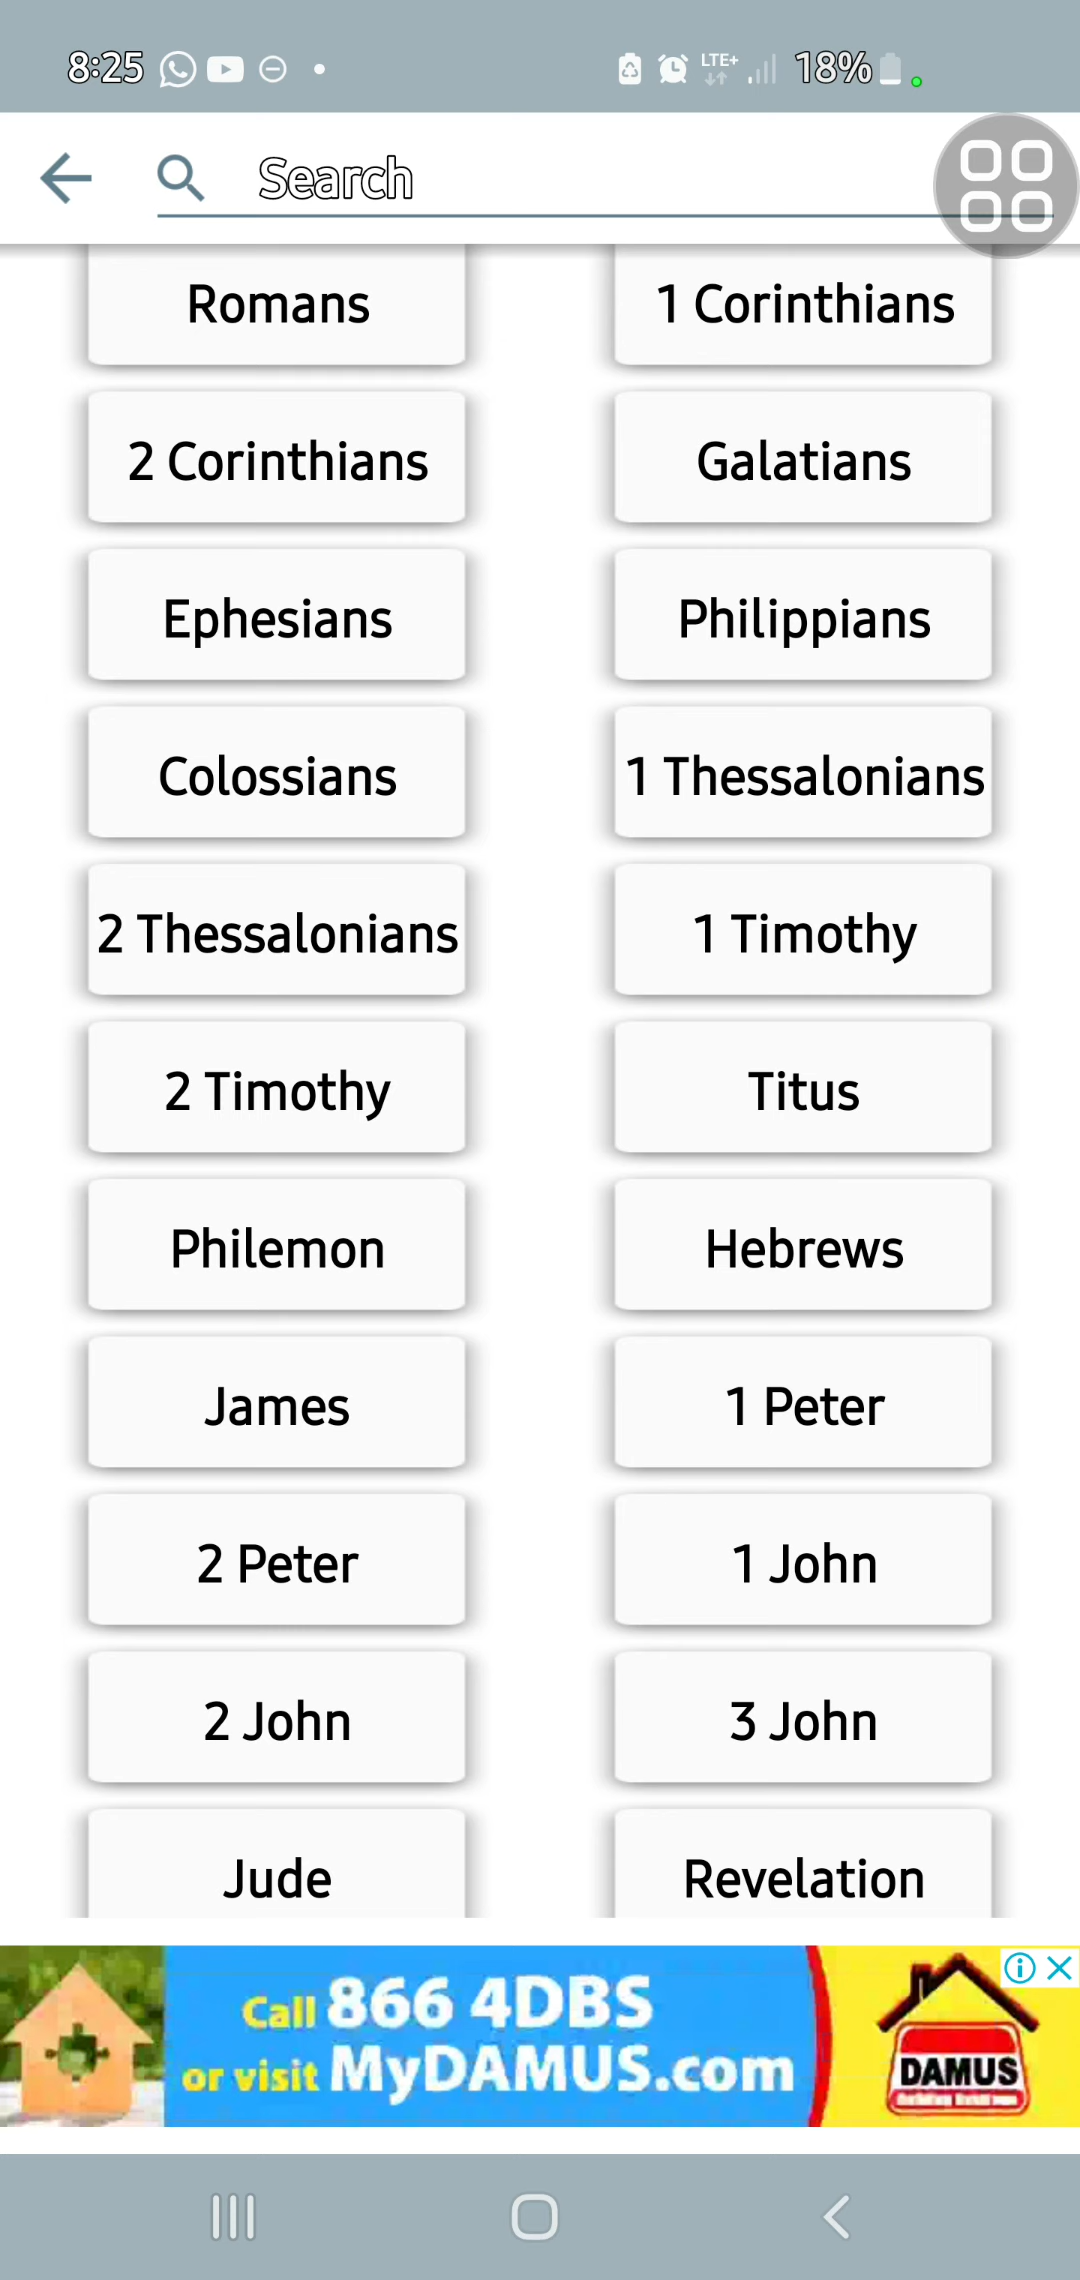 8:25
LTE+
18%
Search
Romans
1 Corinthians
2 Corinthians
Galatians
Ephesians
Philippians
Colossians
1 Thessalonians
2 Thessalonians
1 Timothy
2 Timothy
Titus
Philemon
Hebrews
James
1 Peter
2 Peter
1 John
2 John
3 John
Jude
Revelation
Call 866 4DBS
or visit MyDAMUS.com
DAMUS